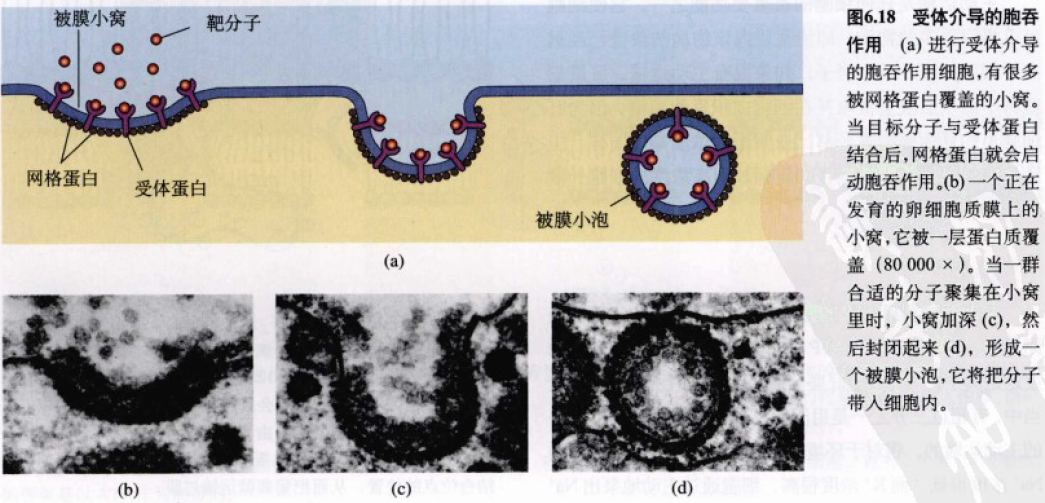 被膜小窝
靶分子
网格蛋白
受体蛋白
被膜小泡
(a)
(b)
(c)
(d)
图6.18 受体介导的胞吞
作用 (a) 进行受体介导
的胞吞作用细胞,有很多
被网格蛋白覆盖的小窝。
当目标分子与受体蛋白
结合后,网格蛋白就会启
动胞吞作用。(b)一个正在
发育的卵细胞质膜上的
小窝,它被一层蛋白质覆
盖 (80 000 ×)。当一群
合适的分子聚集在小窝
里时，小窝加深 (c)，然
后封闭起来 (d)，形成一
个被膜小泡,它将把分子
带入细胞内。